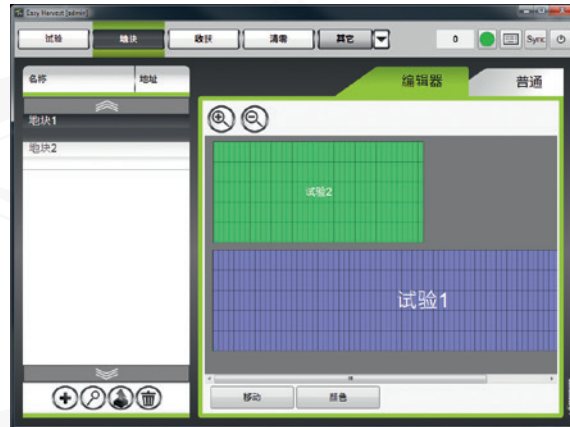 Easy Harvest [admin]
试验 地块 收获 清零 其它 0 Sync
名称 地址
编辑器 普通
地块1
地块2
试验2
试验1
移动 颜色